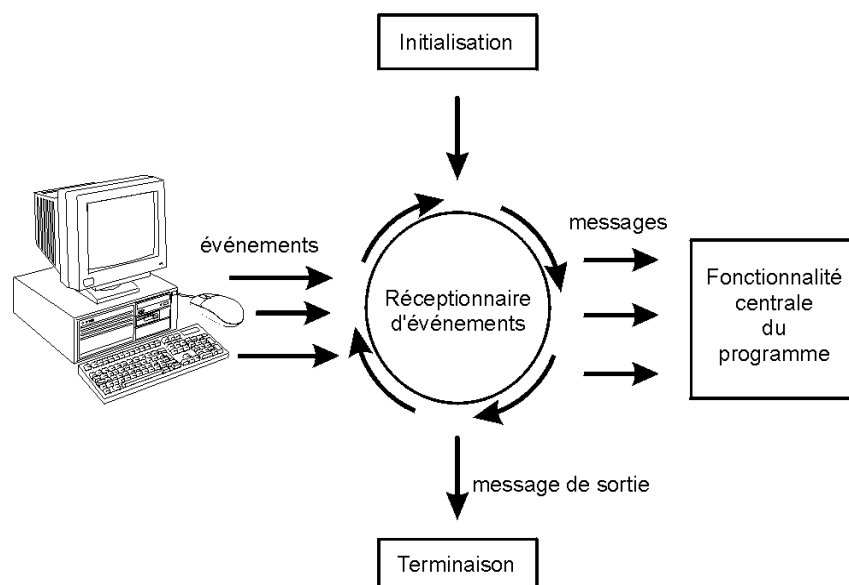 Initialisation
événements
messages
Réceptionnaire
d'événements
Fonctionnalité
centrale
du
programme
message de sortie
Terminaison